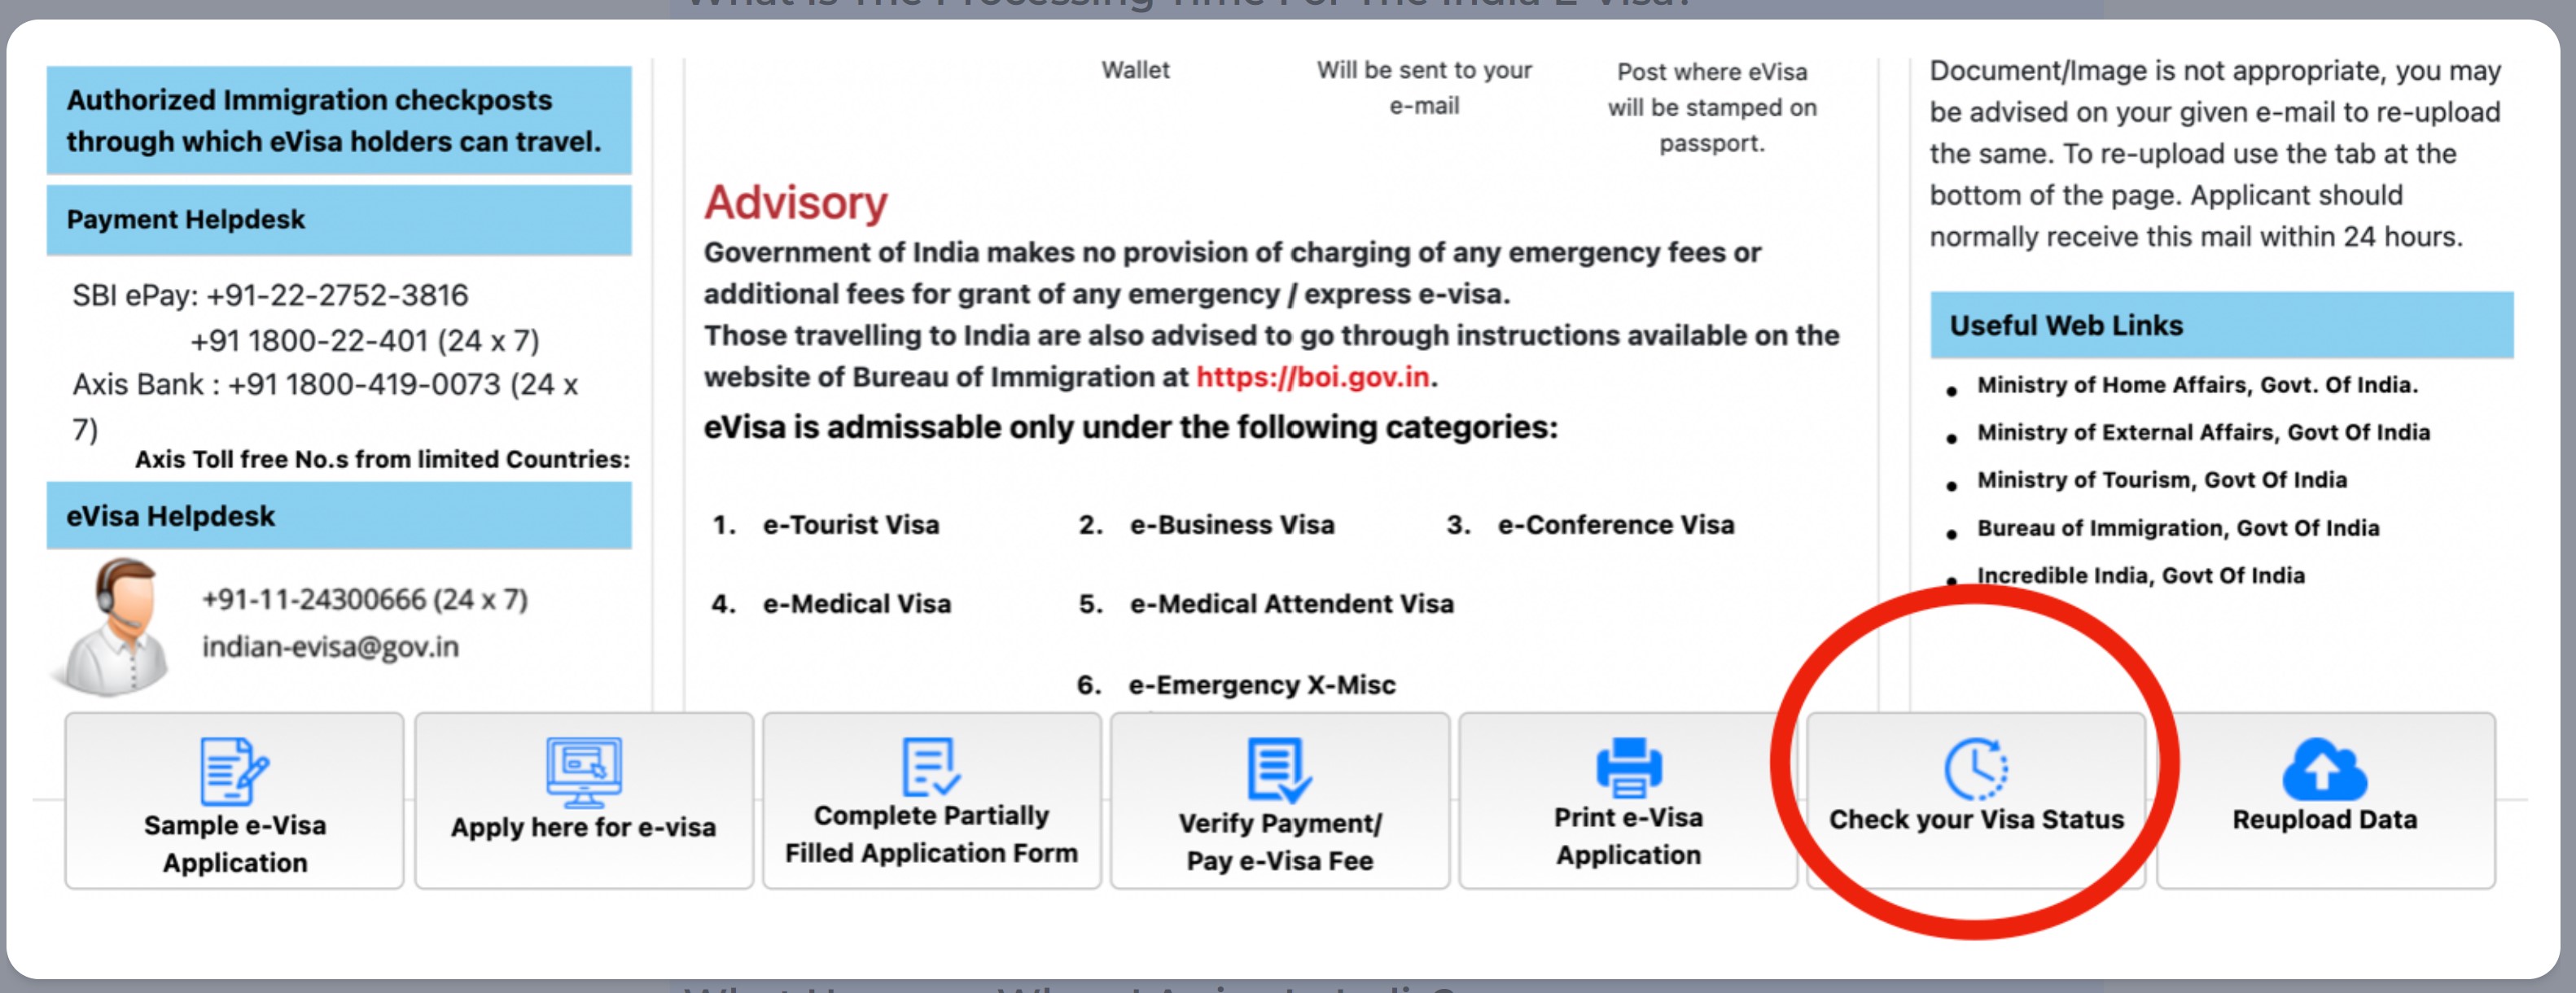 What Is The Processing Time For The India E-Visa?
Authorized Immigration checkposts
through which eVisa holders can travel.
Payment Helpdesk
SBI ePay: +91-22-2752-3816
+91 1800-22-401 (24 x 7)
Axis Bank : +91 1800-419-0073 (24 x
7)
Axis Toll free No.s from limited Countries:
eVisa Helpdesk
+91-11-24300666 (24 x 7)
indian-evisa@gov.in
Wallet
Will be sent to your
e-mail
Post where eVisa
will be stamped on
passport.
Advisory
Government of India makes no provision of charging of any emergency fees or
additional fees for grant of any emergency / express e-visa.
Those travelling to India are also advised to go through instructions available on the
website of Bureau of Immigration at https://boi.gov.in.
eVisa is admissable only under the following categories:
1. e-Tourist Visa 2. e-Business Visa 3. e-Conference Visa
4. e-Medical Visa 5. e-Medical Attendent Visa
6. e-Emergency X-Misc
Document/Image is not appropriate, you may
be advised on your given e-mail to re-upload
the same. To re-upload use the tab at the
bottom of the page. Applicant should
normally receive this mail within 24 hours.
Useful Web Links
Ministry of Home Affairs, Govt. Of India.
Ministry of External Affairs, Govt Of India
Ministry of Tourism, Govt Of India
Bureau of Immigration, Govt Of India
Incredible India, Govt Of India
Sample e-Visa
Application
Apply here for e-visa
Complete Partially
Filled Application Form
Verify Payment/
Pay e-Visa Fee
Print e-Visa
Application
Check your Visa Status
Reupload Data